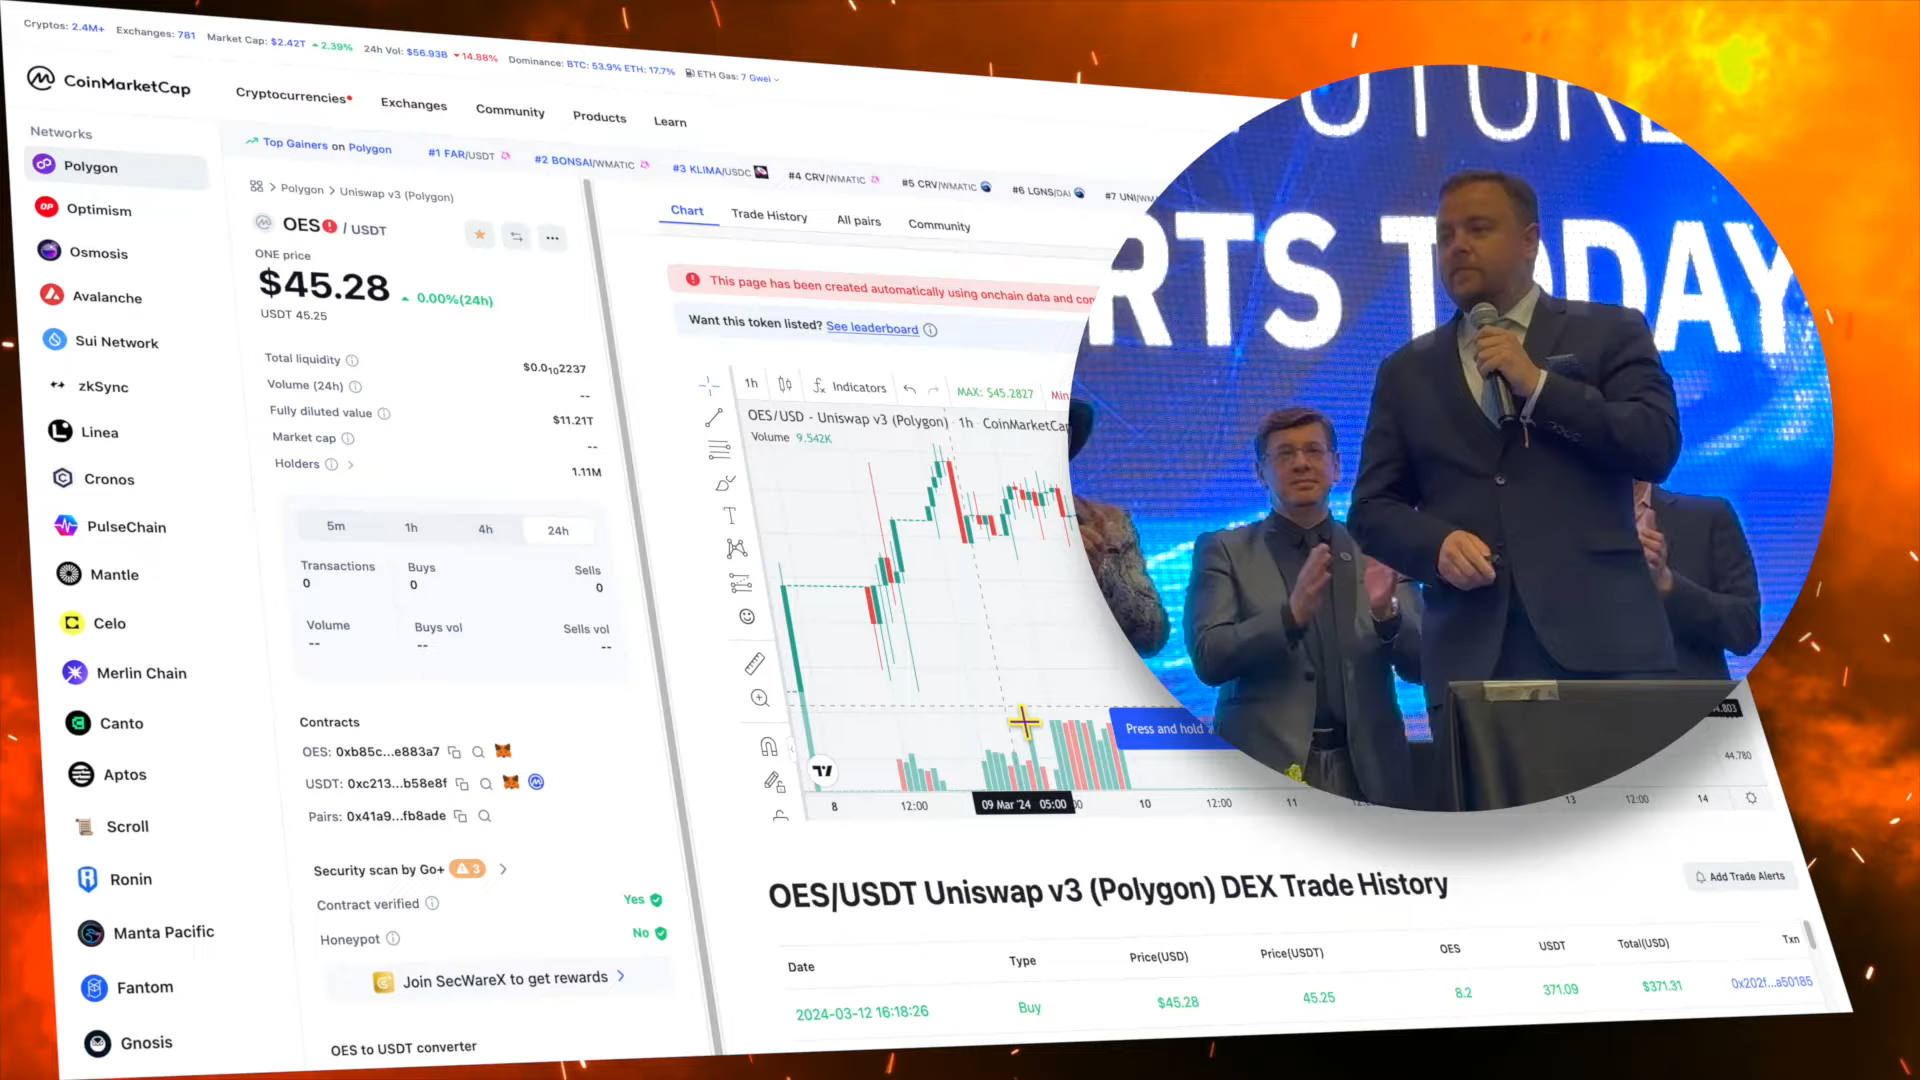 Cryptos: 2.4M+ Exchanges: 781 Market Cap: $2.42T 2.39% 24h Vol: $56.93B 14.88% Dominance: BTC: 53.9% ETH: 17.7% ETH Gas: 7 Gwei
CoinMarketCap
Cryptocurrencies Exchanges Community Products Learn
Networks
Polygon
Optimism
Osmosis
Avalanche
Sui Network
zkSync
Linea
Cronos
PulseChain
Mantle
Celo
Merlin Chain
Canto
Aptos
Scroll
Ronin
Manta Pacific
Fantom
Gnosis
Top Gainers on Polygon #1 FAR/USDT #2 BONSAI/WMATIC #3 KLIMA/USDC #4 CRV/WMATIC #5 CRV/WMATIC #6 LGNS/DAI #7 UNI/WM
Polygon > Uniswap v3 (Polygon)
OES / USDT
ONE price
$45.28 0.00%(24h)
USDT 45.25
Total liquidity $0.0₁₀2237
Volume (24h) --
Fully diluted value $11.21T
Market cap --
Holders 1.11M
5m 1h 4h 24h
Transactions Buys Sells
0 0 0
Volume Buys vol Sells vol
-- -- --
Contracts
OES: 0xb85c...e883a7
USDT: 0xc213...b58e8f
Pairs: 0x41a9...fb8ade
Security scan by Go+ 3
Contract verified Yes
Honeypot No
Join SecWareX to get rewards
OES to USDT converter
Chart Trade History All pairs Community
This page has been created automatically using onchain data and con
Want this token listed? See leaderboard
1h Indicators MAX: $45.2827 Min
OES/USD - Uniswap v3 (Polygon) · 1h · CoinMarketCap
Volume 9.542K
Press and hold
.803
44.780
8 12:00 09 Mar '24 05:00 10 12:00 11 13 12:00 14
OES/USDT Uniswap v3 (Polygon) DEX Trade History
Add Trade Alerts
Date Type Price(USD) Price(USDT) OES USDT Total(USD) Txn
2024-03-12 16:18:26 Buy $45.28 45.25 8.2 371.09 $371.31 0x202f...a50185
UTURE
RTS TODAY